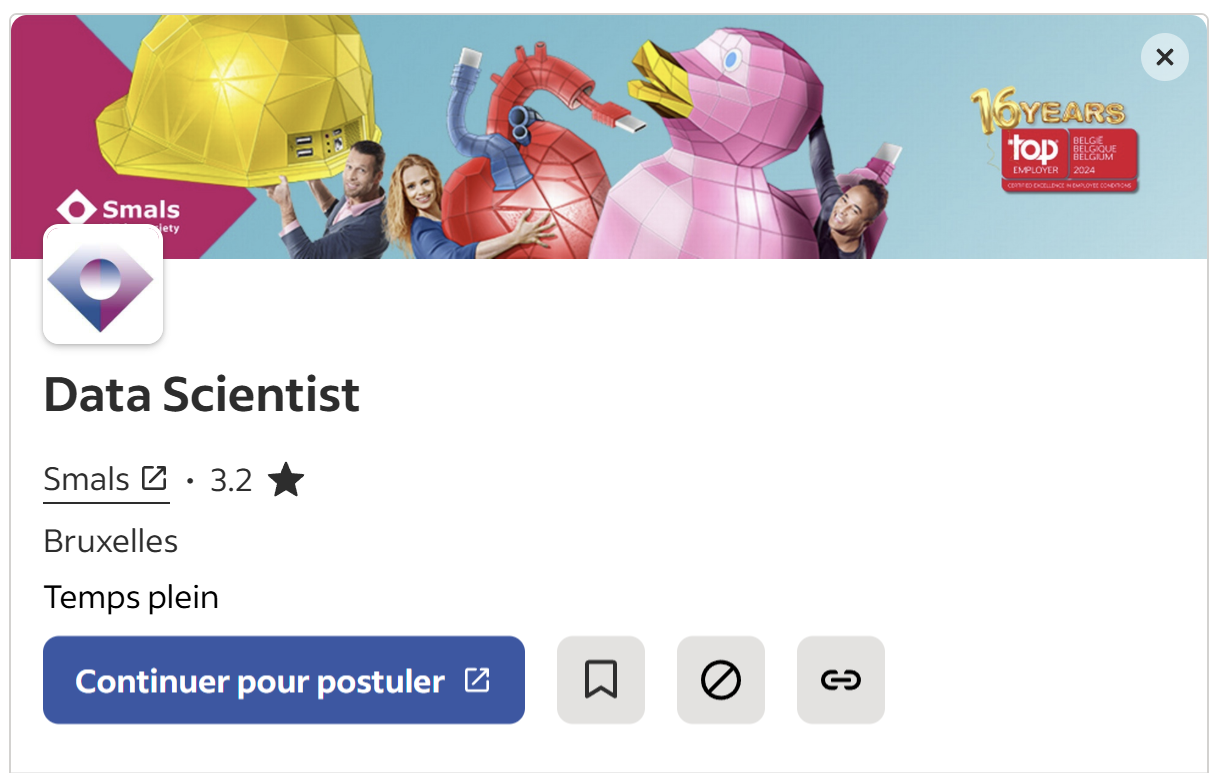 16 YEARS
top
EMPLOYER
BELGIË
BELGIQUE
BELGIUM
2024
CERTIFIED EXCELLENCE IN EMPLOYEE CONDITIONS
Smals
iety
Data Scientist
Smals • 3.2
Bruxelles
Temps plein
Continuer pour postuler